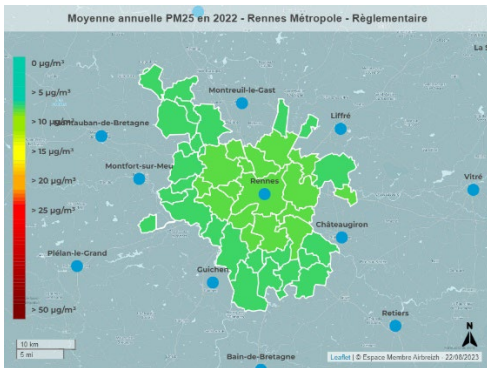 Moyenne annuelle PM25 en 2022 - Rennes Métropole - Règlementaire
0 µg/m³
> 5 µg/m³
> 10 µg/m³
> 15 µg/m³
> 20 µg/m³
> 25 µg/m³
> 50 µg/m³
Montreuil-le-Gast
Liffré
La S
auban-de-Bretagne
Montfort-sur-Meu
Rennes
Vitré
Châteaugiron
Plélan-le-Grand
Guichen
Retiers
Bain-de-Bretagne
N
10 km
5 mi
Leaflet | © Espace Membre Airbreizh - 22/08/2023